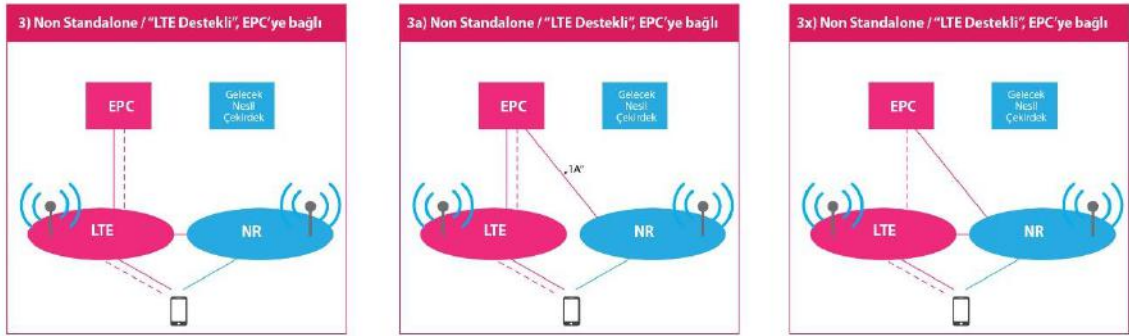 3) Non Standalone / “LTE Destekli”, EPC’ye bağlı
EPC
Gelecek
Nesil
Çekirdek
LTE
NR
3a) Non Standalone / “LTE Destekli”, EPC’ye bağlı
EPC
Gelecek
Nesil
Çekirdek
„1A“
LTE
NR
3x) Non Standalone / “LTE Destekli”, EPC’ye bağlı
EPC
Gelecek
Nesil
Çekirdek
LTE
NR